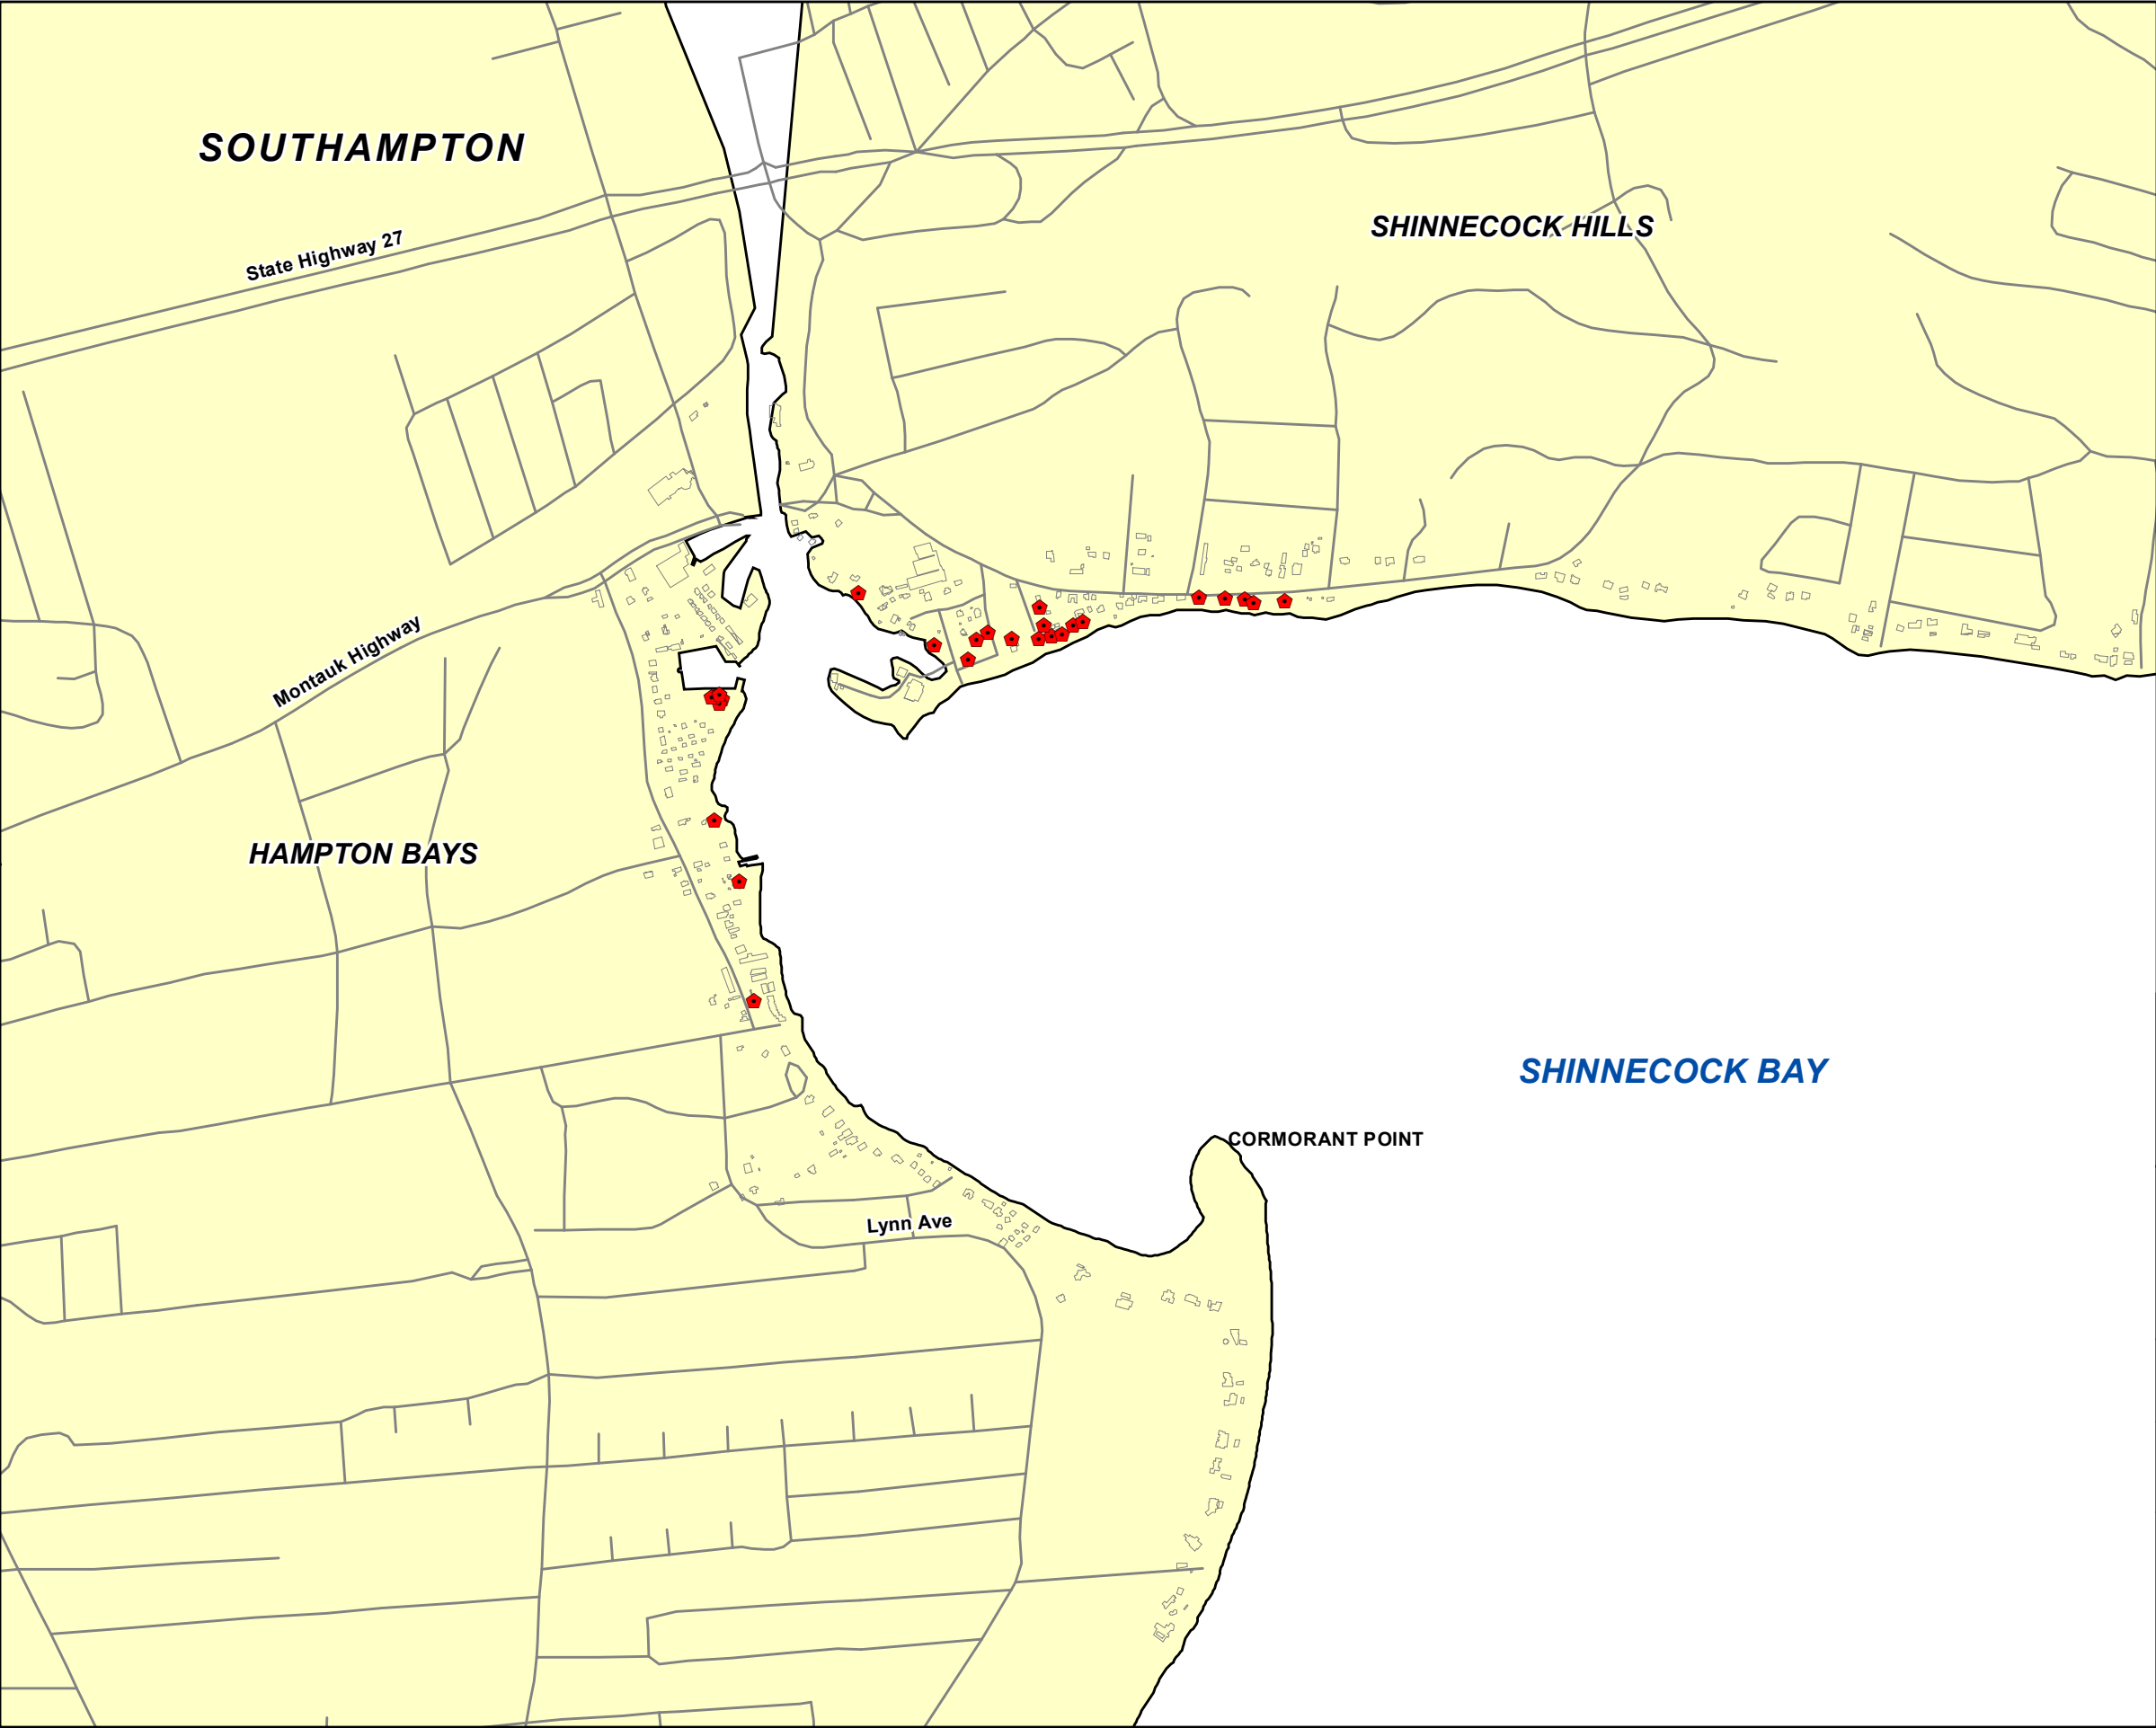 SOUTHAMPTON
SHINNECOCK HILLS
State Highway 27
Montauk Highway
HAMPTON BAYS
SHINNECOCK BAY
CORMORANT POINT
Lynn Ave